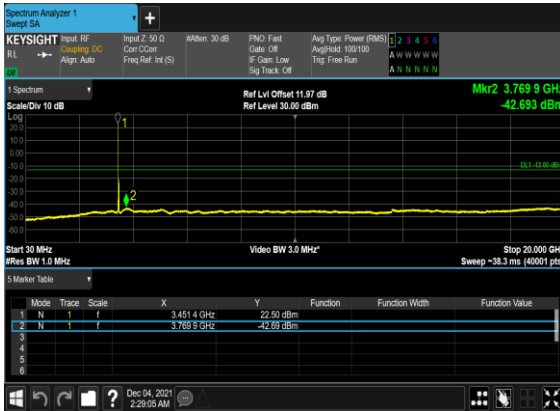 Spectrum Analyzer 1
Swept SA
KEYSIGHT Input: RF Input Z: 50 Ω #Atten: 30 dB PNO: Fast Avg Type: Power (RMS) 1 2 3 4 5 6
RL Coupling: DC Corr CCorr Gate: Off Avg|Hold: 100/100 A W W W W W
Align: Auto Freq Ref: Int (S) IF Gain: Low Trig: Free Run
Sig Track: Off A N N N N N
1 Spectrum Ref Lvl Offset 11.97 dB Mkr2 3.769 9 GHz
Scale/Div 10 dB Ref Level 30.00 dBm -42.693 dBm
Log
20.0 1
10.0
0.00
-10.0 DL1 -13.00 dBm
-20.0
-30.0
-40.0 2
-50.0
-60.0
Start 30 MHz Video BW 3.0 MHz* Stop 20.000 GHz
#Res BW 1.0 MHz Sweep ~38.3 ms (40001 pts)
5 Marker Table
Mode Trace Scale X Y Function Function Width Function Value
1 N 1 f 3.451 4 GHz 22.50 dBm
2 N 1 f 3.769 9 GHz -42.69 dBm
3
4
5
6
? Dec 04, 2021
2:29:05 AM